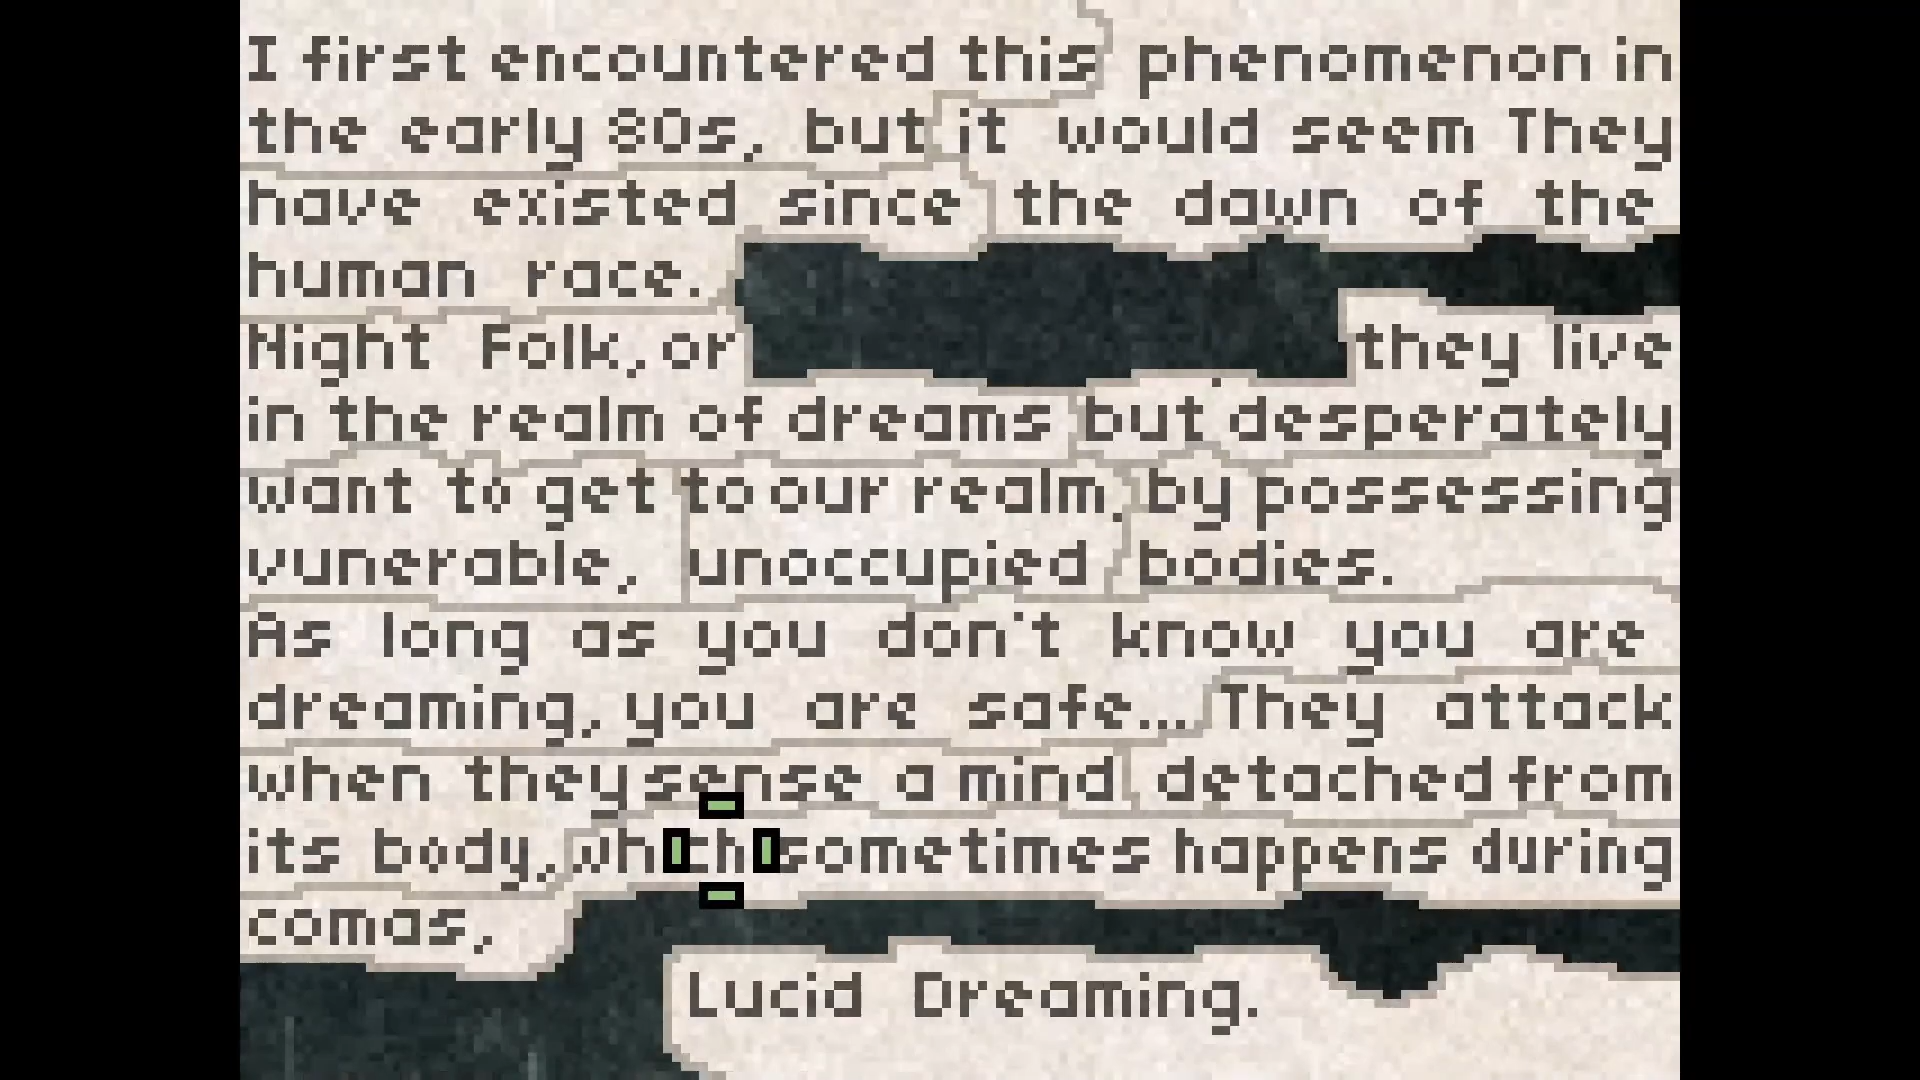 I first encountered this phenomenon in
the early 80s, but it would seem They
have existed since the dawn of the
human race.
Night Folk, or they live
in the realm of dreams but desperately
want to get to our realm, by possessing
vunerable, unoccupied bodies.
As long as you don't know you are
dreaming, you are safe... They attack
when they sense a mind detached from
its body, which sometimes happens during
comas,
Lucid Dreaming.